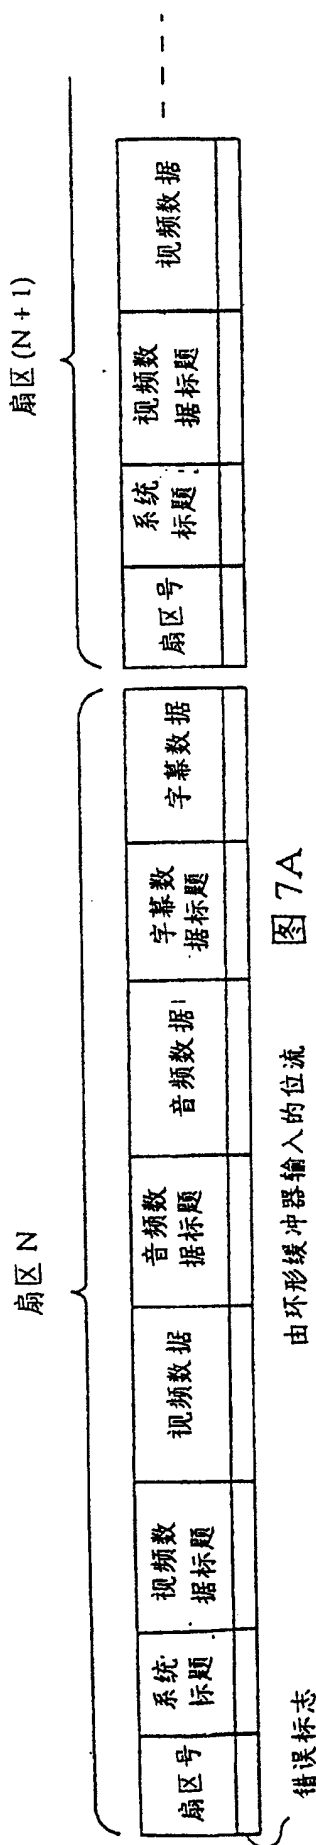 扇区 N
扇区 (N+1)
扇区号
系统
标题
视频数
据标题
视频数据
音频数
据标题
音频数据
字幕数
据标题
字幕数据
扇区号
系统
标题
视频数
据标题
视频数据
错误标志
由环形缓冲器输入的位流
图 7A